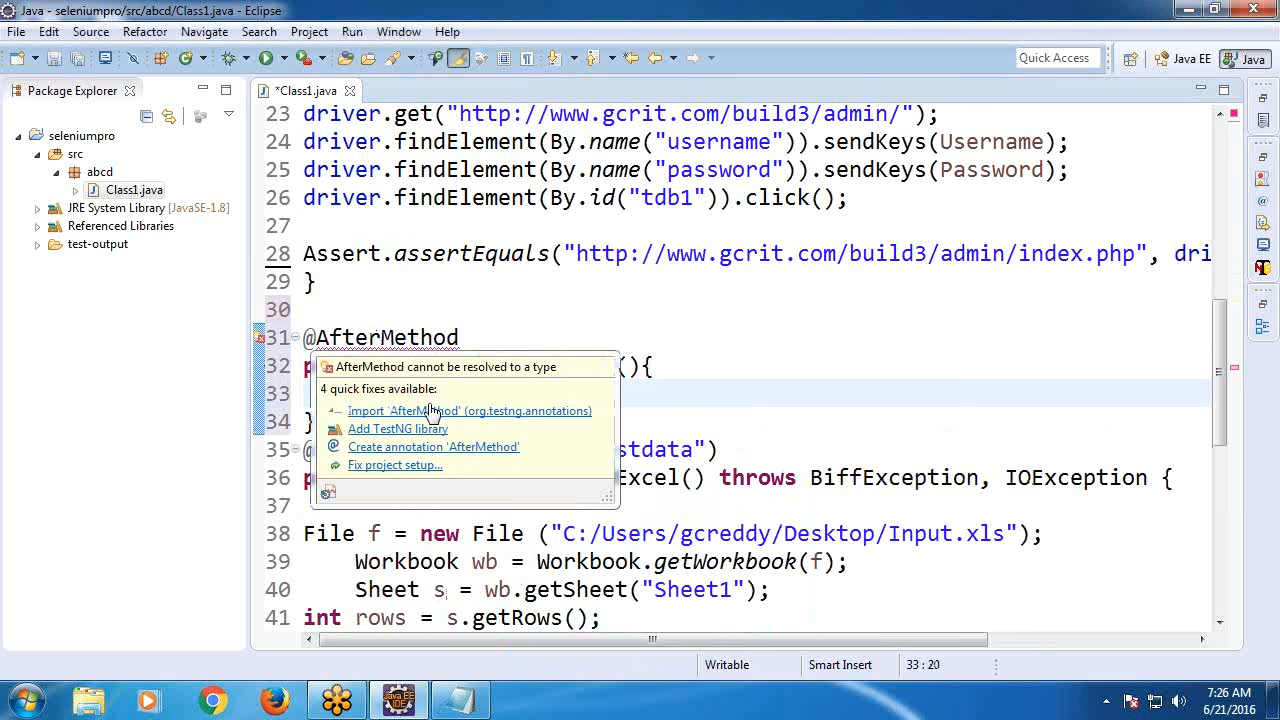 Java - seleniumpro/src/abcd/Class1.java - Eclipse
File Edit Source Refactor Navigate Search Project Run Window Help
Quick Access Java EE Java
Package Explorer
seleniumpro
src
abcd
Class1.java
JRE System Library [JavaSE-1.8]
Referenced Libraries
test-output
*Class1.java
23 driver.get("http://www.gcrit.com/build3/admin/");
24 driver.findElement(By.name("username")).sendKeys(Username);
25 driver.findElement(By.name("password")).sendKeys(Password);
26 driver.findElement(By.id("tdb1")).click();
27
28 Assert.assertEquals("http://www.gcrit.com/build3/admin/index.php", dri
29 }
30
31 @AfterMethod
32 p (){
33
34 }
35 @ stdata")
36 p Excel() throws BiffException, IOException {
37
38 File f = new File ("C:/Users/gcreddy/Desktop/Input.xls");
39 Workbook wb = Workbook.getWorkbook(f);
40 Sheet s = wb.getSheet("Sheet1");
41 int rows = s.getRows();
AfterMethod cannot be resolved to a type
4 quick fixes available:
Import 'AfterMethod' (org.testng.annotations)
Add TestNG library
Create annotation 'AfterMethod'
Fix project setup...
Writable Smart Insert 33 : 20
7:26 AM
6/21/2016